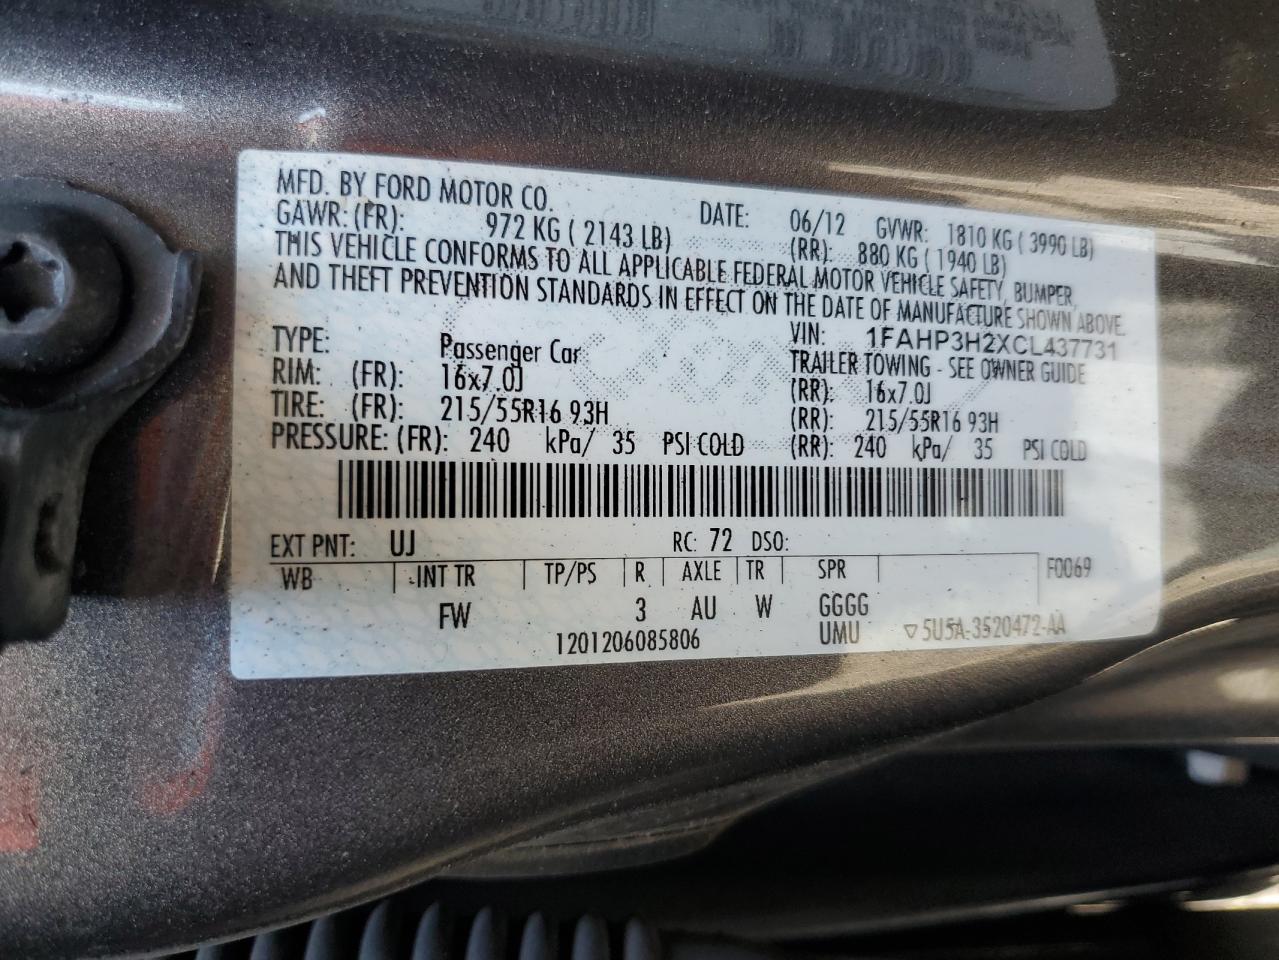 MFD. BY FORD MOTOR CO.
DATE: 06/12 GVWR: 1810 KG ( 3990 LB)
GAWR: (FR): 972 KG ( 2143 LB) (RR): 880 KG ( 1940 LB)
THIS VEHICLE CONFORMS TO ALL APPLICABLE FEDERAL MOTOR VEHICLE SAFETY, BUMPER,
AND THEFT PREVENTION STANDARDS IN EFFECT ON THE DATE OF MANUFACTURE SHOWN ABOVE.
VIN: 1FAHP3H2XCL437731
TYPE: Passenger Car TRAILER TOWING - SEE OWNER GUIDE
RIM: (FR): 16x7.0J (RR): 16x7.0J
TIRE: (FR): 215/55R16 93H (RR): 215/55R16 93H
PRESSURE: (FR): 240 kPa/ 35 PSI COLD (RR): 240 kPa/ 35 PSI COLD
EXT PNT: UJ RC: 72 DSO:
WB INT TR TP/PS R AXLE TR SPR F0069
FW 3 AU W GGGG
1201206085806 UMU ▽5U5A-3520472-AA